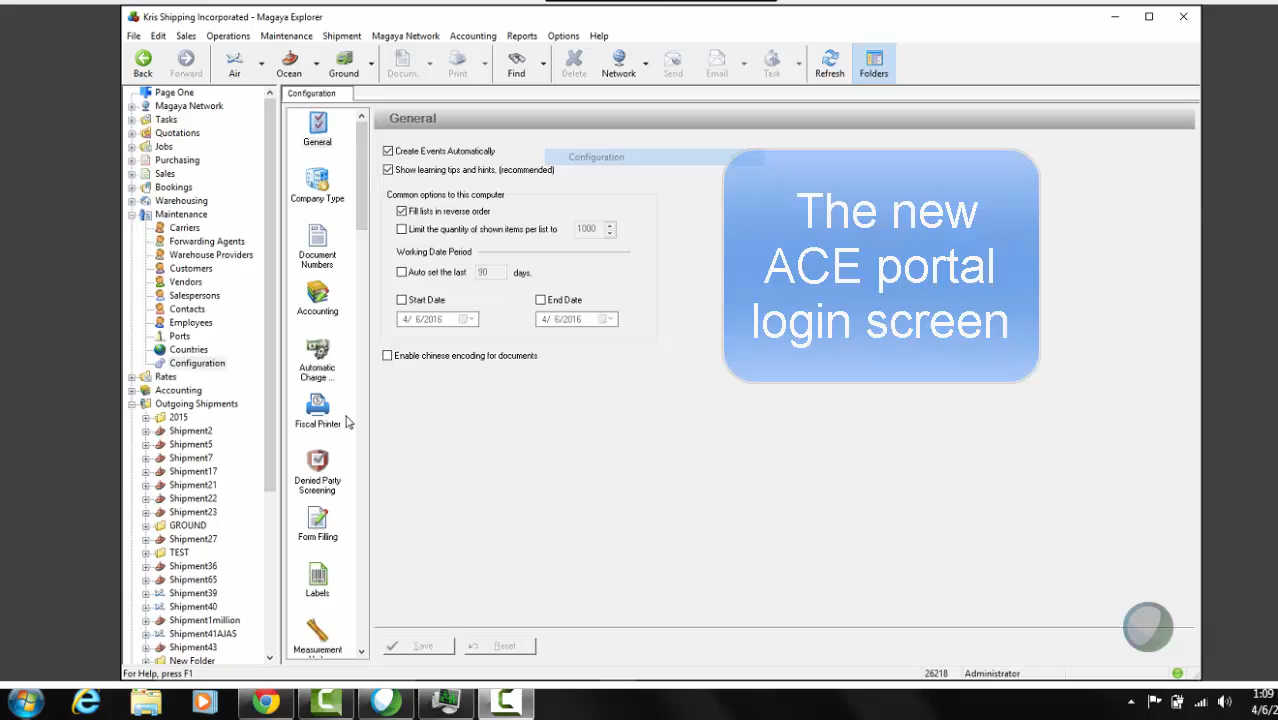 Kris Shipping Incorporated - Magaya Explorer
File Edit Sales Operations Maintenance Shipment Magaya Network Accounting Reports Options Help
Back Forward Air Ocean Ground Docum. Print Find Delete Network Send Email Task Refresh Folders
Page One
Magaya Network
Tasks
Quotations
Jobs
Purchasing
Sales
Bookings
Warehousing
Maintenance
Carriers
Forwarding Agents
Warehouse Providers
Customers
Vendors
Salespersons
Contacts
Employees
Ports
Countries
Configuration
Rates
Accounting
Outgoing Shipments
2015
Shipment2
Shipment5
Shipment7
Shipment17
Shipment21
Shipment22
Shipment23
GROUND
Shipment27
TEST
Shipment36
Shipment65
Shipment39
Shipment40
Shipment1million
Shipment41AJAS
Shipment43
New Folder
Configuration
General
Company Type
Document
Numbers
Accounting
Automatic
Charge ...
Fiscal Printer
Denied Party
Screening
Form Filling
Labels
Measurement
General
Create Events Automatically
Configuration
Show learning tips and hints. (recommended)
Common options to this computer
Fill lists in reverse order
Limit the quantity of shown items per list to 1000
Working Date Period
Auto set the last 90 days.
Start Date End Date
4/ 6/2016 4/ 6/2016
Enable chinese encoding for documents
The new
ACE portal
login screen
Save Reset
For Help, press F1 26218 Administrator
1:09
4/6/2